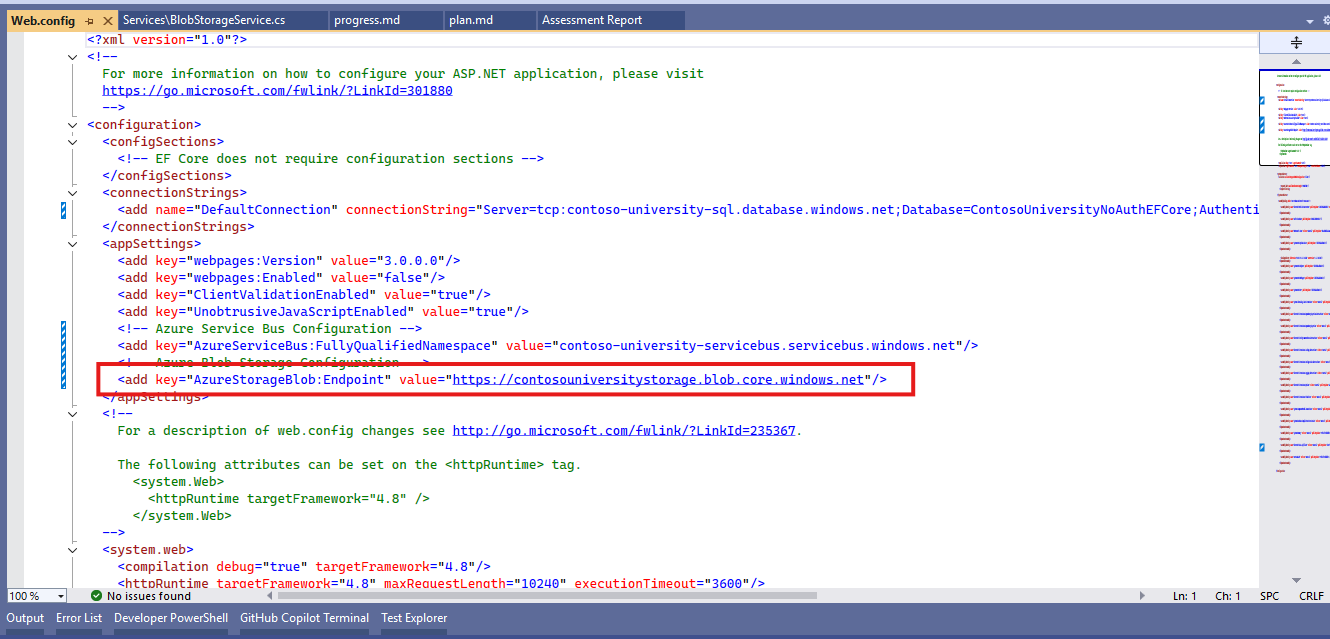 Web.config Services\BlobStorageService.cs progress.md plan.md Assessment Report
<?xml version="1.0"?>
<!--
For more information on how to configure your ASP.NET application, please visit
https://go.microsoft.com/fwlink/?LinkId=301880
-->
<configuration>
<configSections>
<!-- EF Core does not require configuration sections -->
</configSections>
<connectionStrings>
<add name="DefaultConnection" connectionString="Server=tcp:contoso-university-sql.database.windows.net;Database=ContosoUniversityNoAuthEFCore;Authenti
</connectionStrings>
<appSettings>
<add key="webpages:Version" value="3.0.0.0"/>
<add key="webpages:Enabled" value="false"/>
<add key="ClientValidationEnabled" value="true"/>
<add key="UnobtrusiveJavaScriptEnabled" value="true"/>
<!-- Azure Service Bus Configuration -->
<add key="AzureServiceBus:FullyQualifiedNamespace" value="contoso-university-servicebus.servicebus.windows.net"/>
<!-- Azure Blob Storage Configuration -->
<add key="AzureStorageBlob:Endpoint" value="https://contosouniversitystorage.blob.core.windows.net"/>
</appSettings>
<!--
For a description of web.config changes see http://go.microsoft.com/fwlink/?LinkId=235367.
The following attributes can be set on the <httpRuntime> tag.
<system.Web>
<httpRuntime targetFramework="4.8" />
</system.Web>
-->
<system.web>
<compilation debug="true" targetFramework="4.8"/>
<httpRuntime targetFramework="4.8" maxRequestLength="10240" executionTimeout="3600"/>
100 % No issues found Ln: 1 Ch: 1 SPC CRLF
Output Error List Developer PowerShell GitHub Copilot Terminal Test Explorer